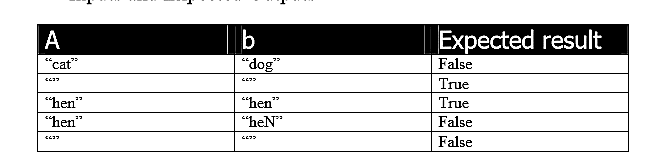 Inputs and Expected Outputs
A b Expected result
“cat” “dog” False
“” “” True
“hen” “hen” True
“hen” “heN” False
“” “” False